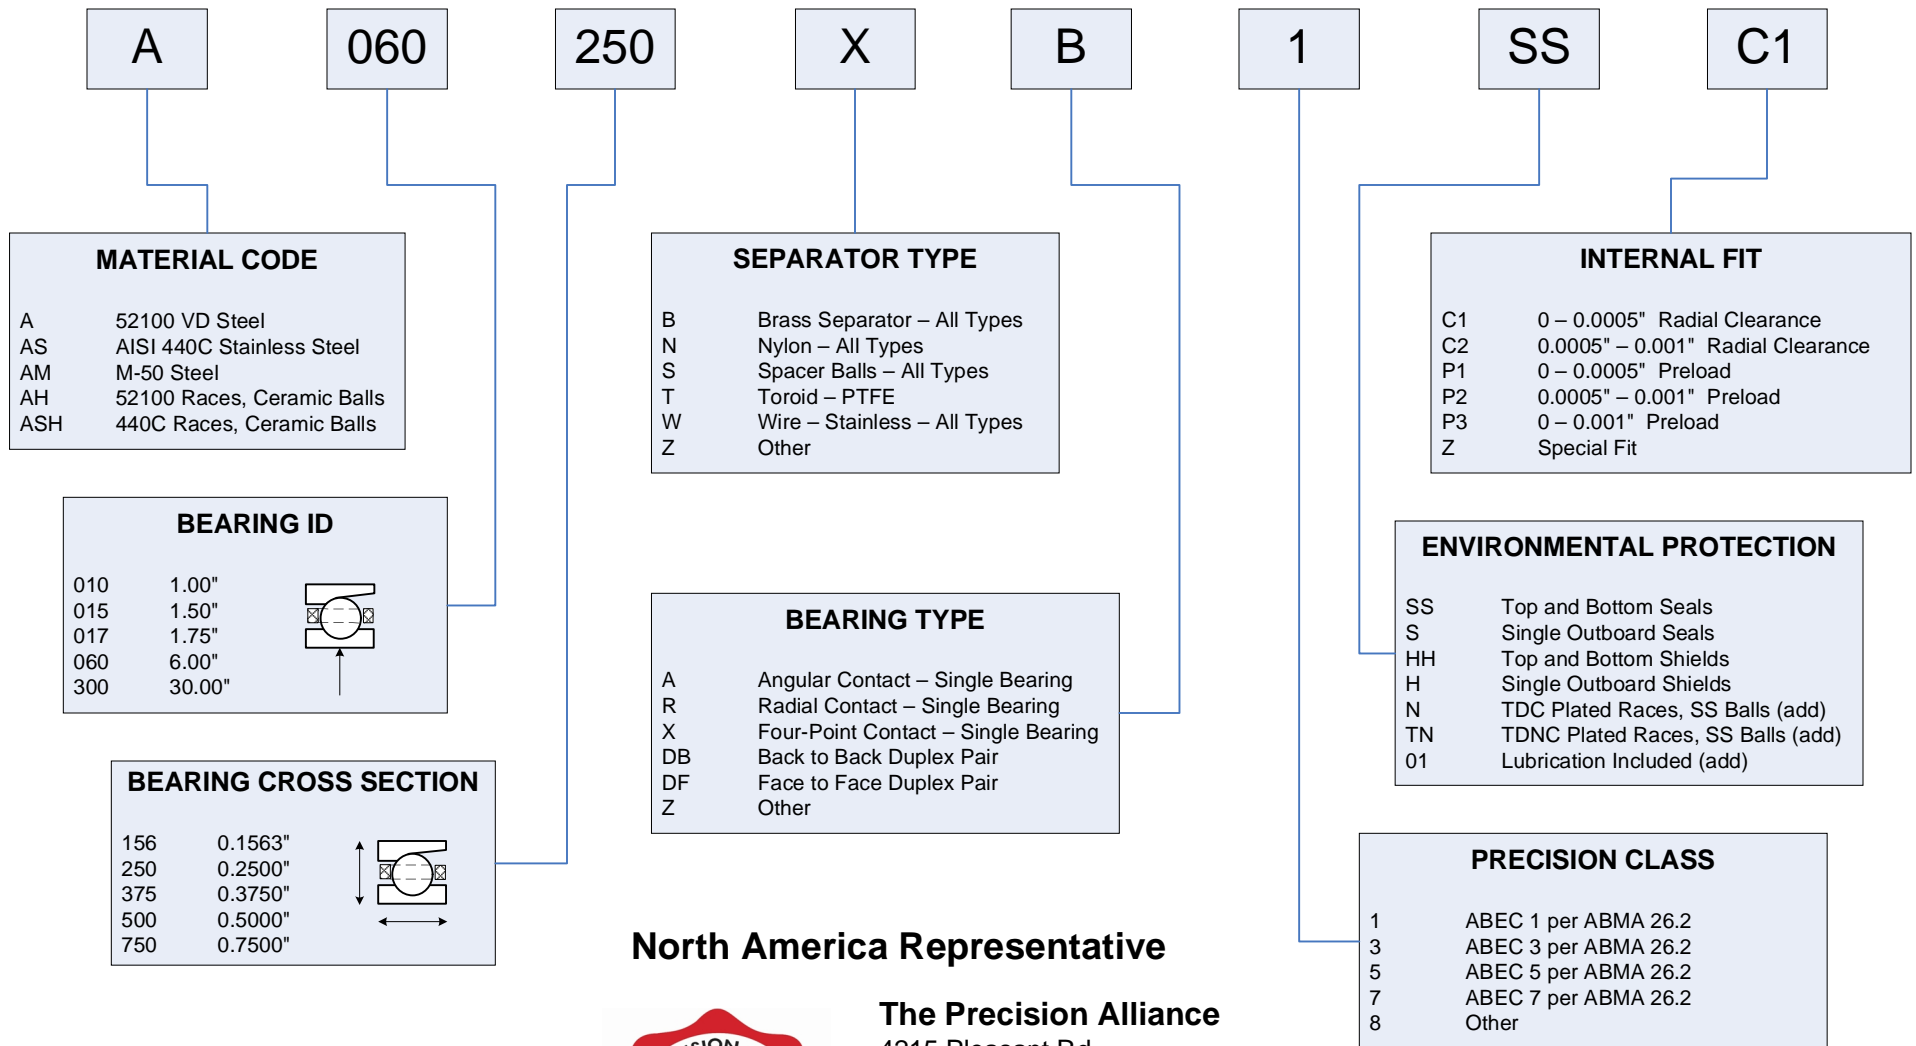 A 060 250 X B 1 SS C1
MATERIAL CODE
A 52100 VD Steel
AS AISI 440C Stainless Steel
AM M-50 Steel
AH 52100 Races, Ceramic Balls
ASH 440C Races, Ceramic Balls
BEARING ID
010 1.00"
015 1.50"
017 1.75"
060 6.00"
300 30.00"
BEARING CROSS SECTION
156 0.1563"
250 0.2500"
375 0.3750"
500 0.5000"
750 0.7500"
SEPARATOR TYPE
B Brass Separator – All Types
N Nylon – All Types
S Spacer Balls – All Types
T Toroid – PTFE
W Wire – Stainless – All Types
Z Other
BEARING TYPE
A Angular Contact – Single Bearing
R Radial Contact – Single Bearing
X Four-Point Contact – Single Bearing
DB Back to Back Duplex Pair
DF Face to Face Duplex Pair
Z Other
INTERNAL FIT
C1 0 – 0.0005" Radial Clearance
C2 0.0005" – 0.001" Radial Clearance
P1 0 – 0.0005" Preload
P2 0.0005" – 0.001" Preload
P3 0 – 0.001" Preload
Z Special Fit
ENVIRONMENTAL PROTECTION
SS Top and Bottom Seals
S Single Outboard Seals
HH Top and Bottom Shields
H Single Outboard Shields
N TDC Plated Races, SS Balls (add)
TN TDNC Plated Races, SS Balls (add)
01 Lubrication Included (add)
PRECISION CLASS
1 ABEC 1 per ABMA 26.2
3 ABEC 3 per ABMA 26.2
5 ABEC 5 per ABMA 26.2
7 ABEC 7 per ABMA 26.2
8 Other
North America Representative
The Precision Alliance
4215 Pleasant Rd